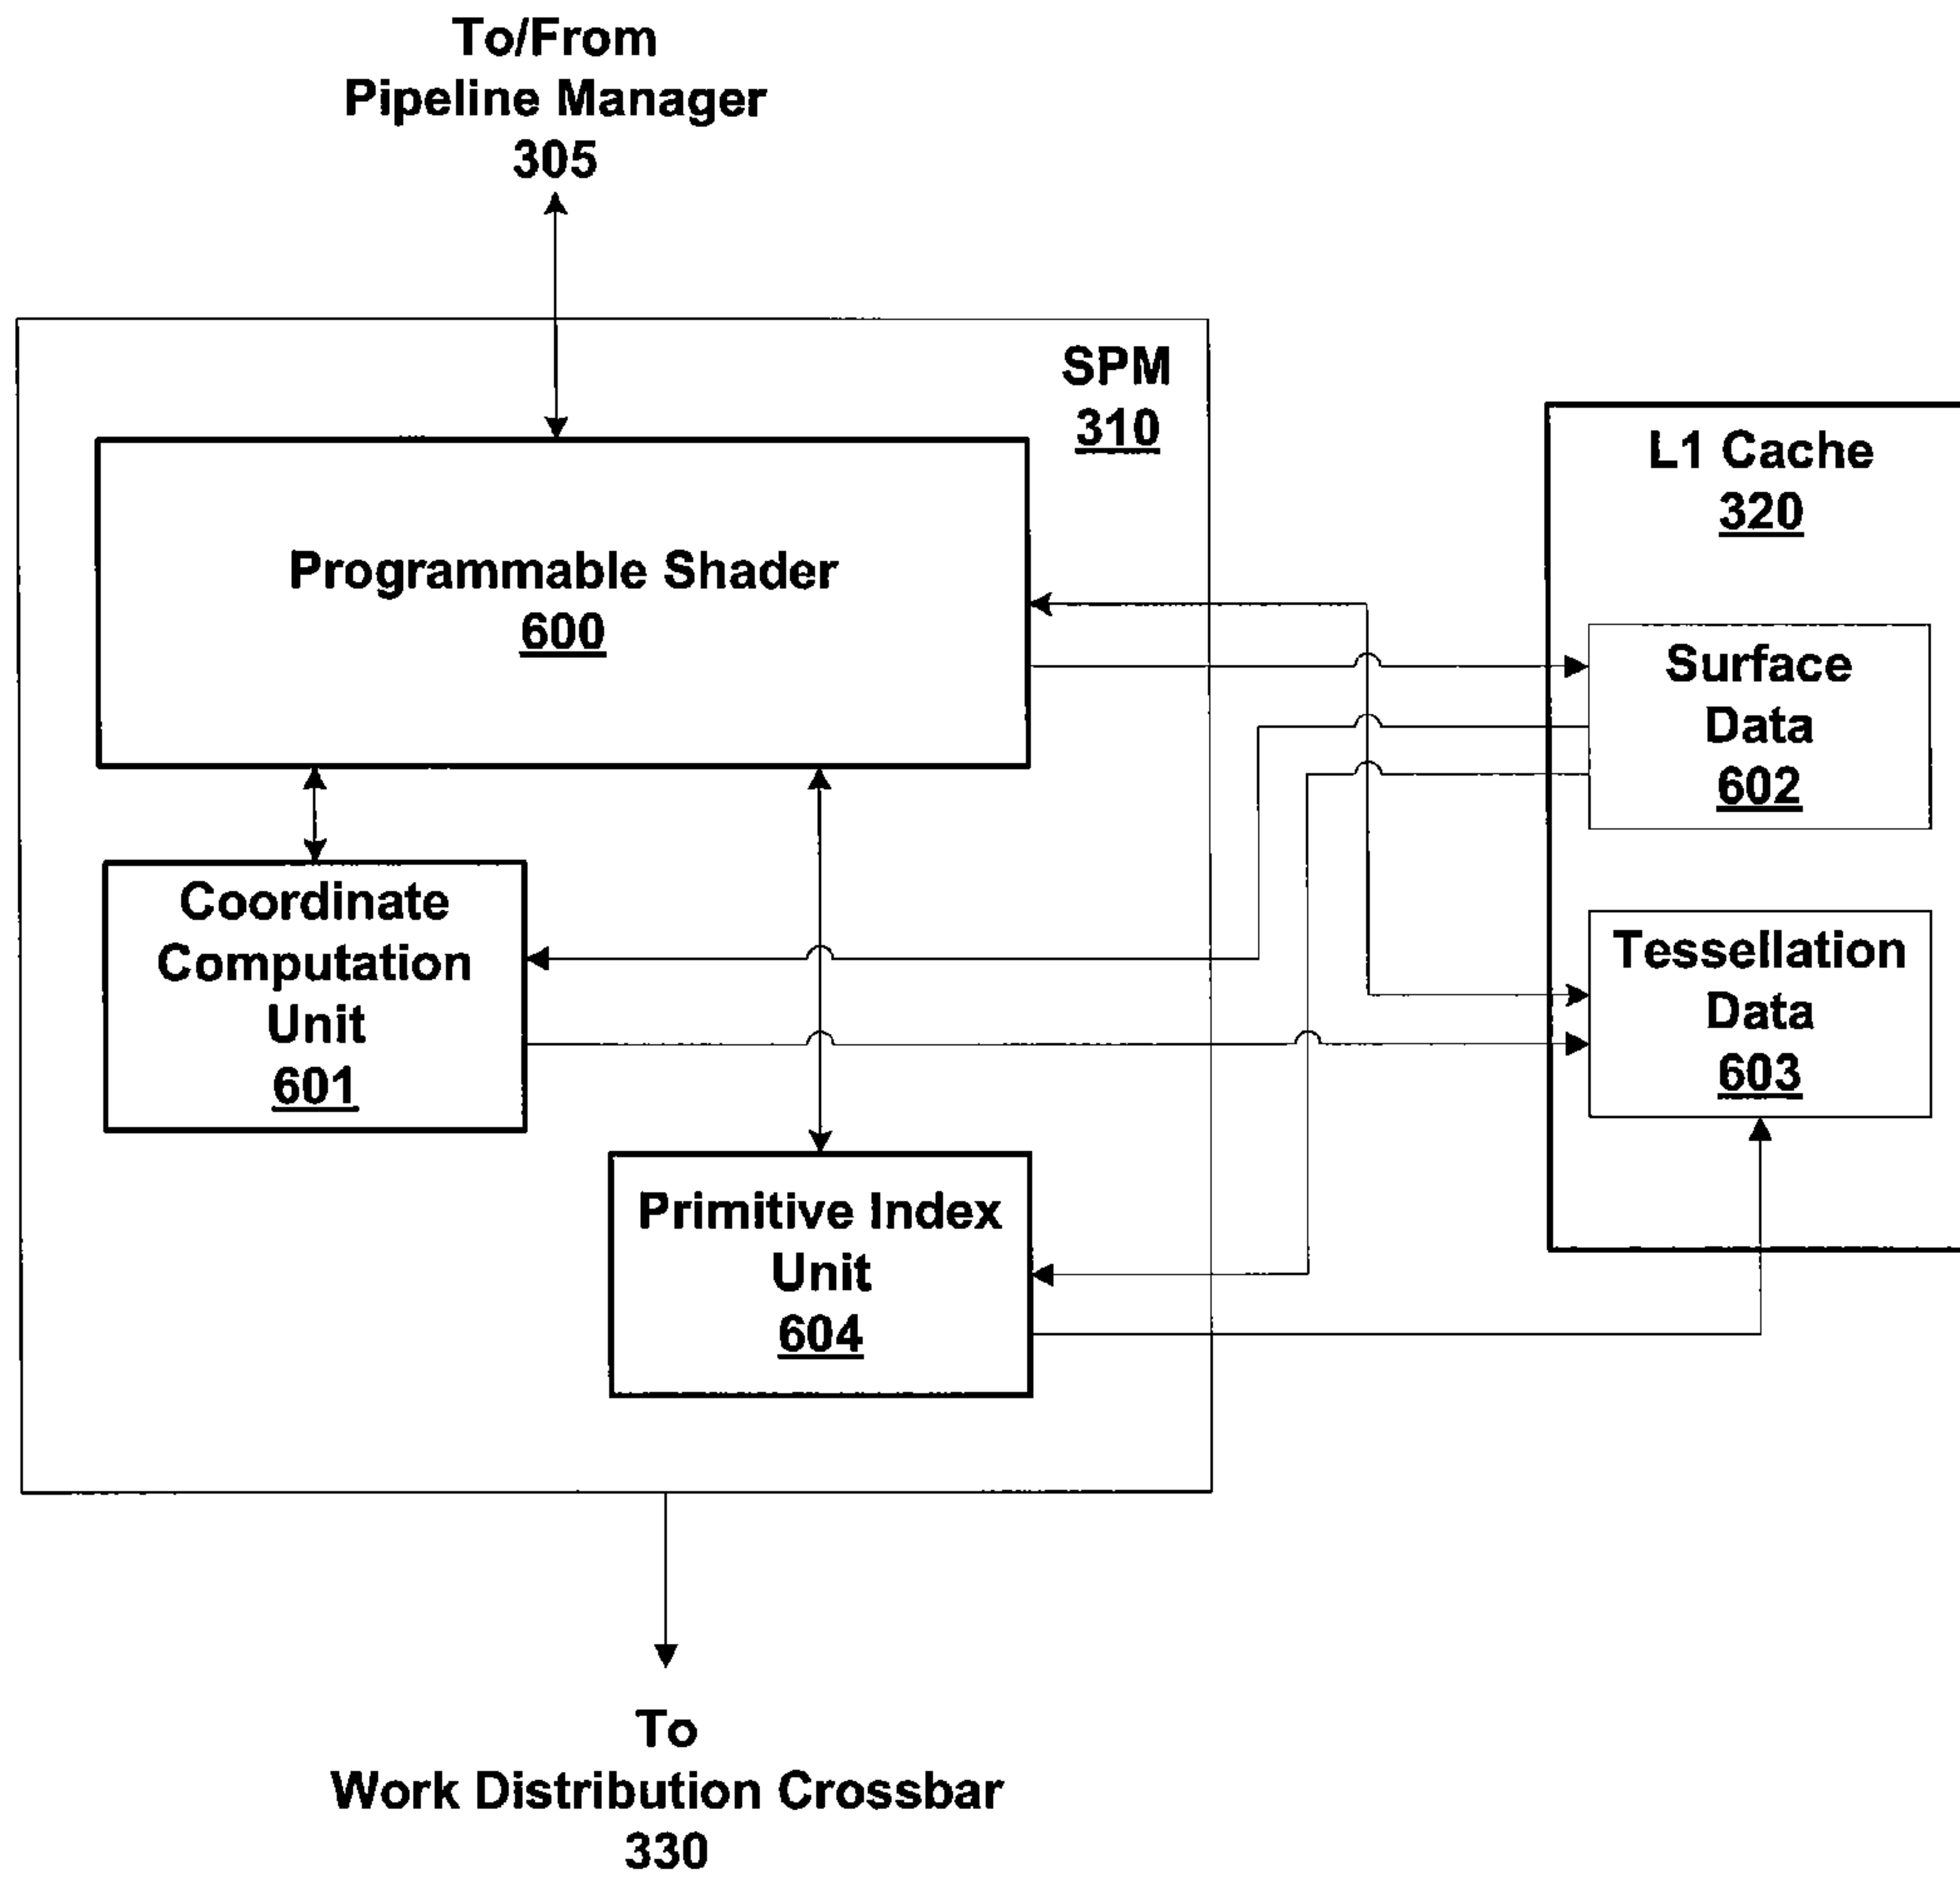 To/From
Pipeline Manager
305
SPM
310
L1 Cache
320
Programmable Shader
600
Surface
Data
602
Coordinate
Computation
Unit
601
Tessellation
Data
603
Primitive Index
Unit
604
To
Work Distribution Crossbar
330